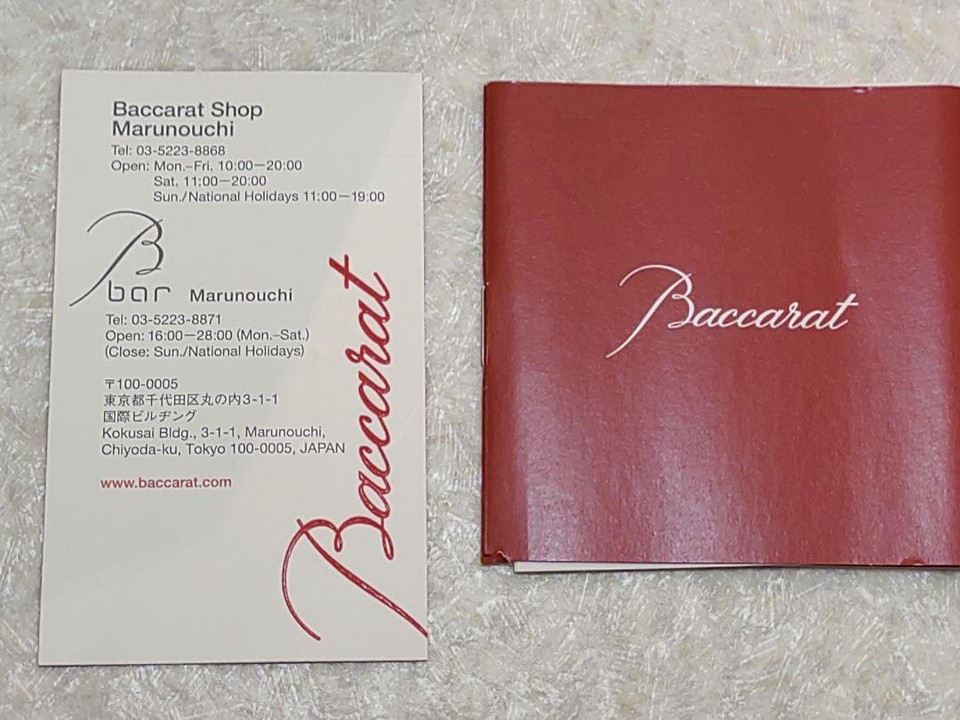 Baccarat Shop
Marunouchi
Tel: 03-5223-8868
Open: Mon.–Fri. 10:00—20:00
Sat. 11:00—20:00
Sun./National Holidays 11:00—19:00
B
bar Marunouchi
Tel: 03-5223-8871
Open: 16:00—28:00 (Mon.–Sat.)
(Close: Sun./National Holidays)
〒100-0005
東京都千代田区丸の内3-1-1
国際ビルヂング
Kokusai Bldg., 3-1-1, Marunouchi,
Chiyoda-ku, Tokyo 100-0005, JAPAN
www.baccarat.com
Baccarat
Baccarat